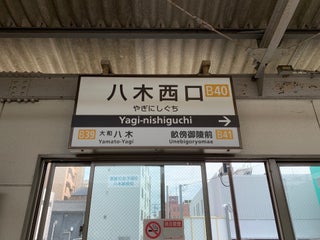 八木西口 B40
やぎにしぐち
Yagi-nishiguchi
B39 大和八木 畝傍御陵前 B41
Yamato-Yagi Unebigoryomae